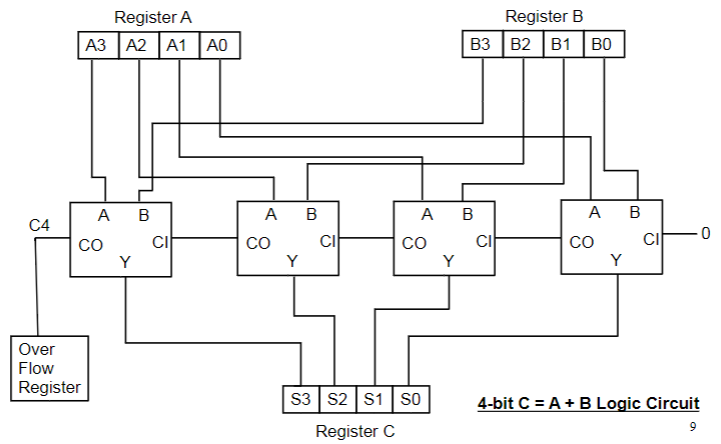 Register A
Register B
A3 A2 A1 A0
B3 B2 B1 B0
C4
A B
CO CI
Y
A B
CO CI
Y
A B
CO CI
Y
A B
CO CI
Y
0
Over
Flow
Register
S3 S2 S1 S0
Register C
4-bit C = A + B Logic Circuit
9